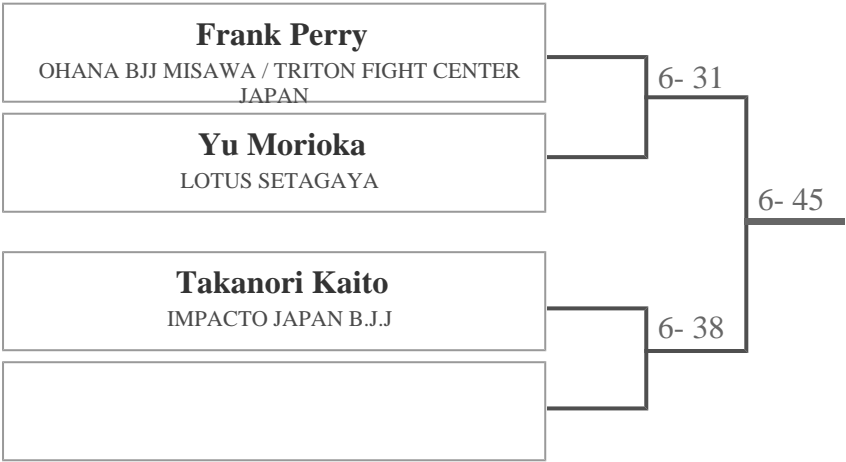 Frank Perry
OHANA BJJ MISAWA / TRITON FIGHT CENTER
JAPAN
6- 31
Yu Morioka
LOTUS SETAGAYA
6- 45
Takanori Kaito
IMPACTO JAPAN B.J.J
6- 38